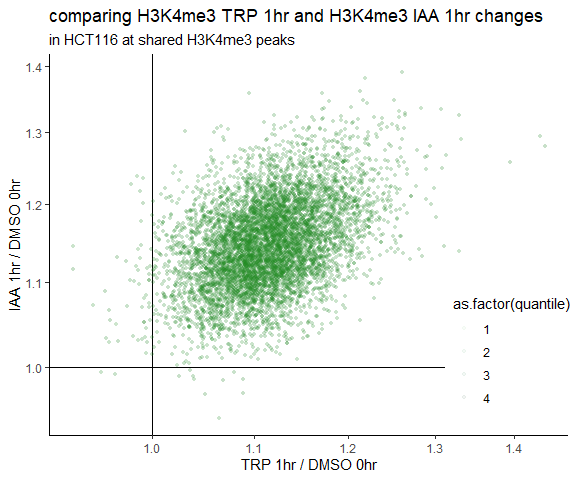 comparing H3K4me3 TRP 1hr and H3K4me3 IAA 1hr changes
in HCT116 at shared H3K4me3 peaks
1.4
1.3
1.2
1.1
1.0
IAA 1hr / DMSO 0hr
as.factor(quantile)
1
2
3
4
1.0 1.1 1.2 1.3 1.4
TRP 1hr / DMSO 0hr